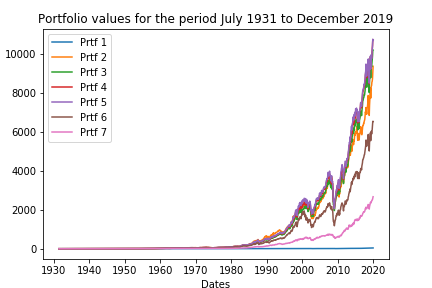 Portfolio values for the period July 1931 to December 2019
Prtf 1
Prtf 2
Prtf 3
Prtf 4
Prtf 5
Prtf 6
Prtf 7
10000
8000
6000
4000
2000
0
1930 1940 1950 1960 1970 1980 1990 2000 2010 2020
Dates